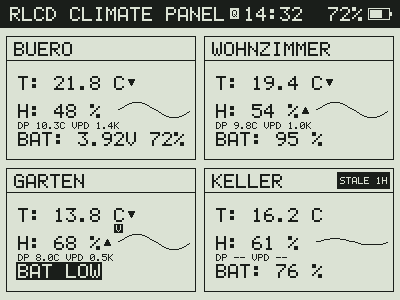 RLCD CLIMATE PANEL Q 14:32 72%
BUERO
T: 21.8 C▼
H: 48 %
DP 10.3C VPD 1.4K
BAT: 3.92V 72%
WOHNZIMMER
T: 19.4 C▼
H: 54 %▲
DP 9.8C VPD 1.0K
BAT: 95 %
GARTEN
T: 13.8 C▼
V
H: 68 %▲
DP 8.0C VPD 0.5K
BAT LOW
KELLER STALE 1H
T: 16.2 C
H: 61 %
DP -- VPD --
BAT: 76 %